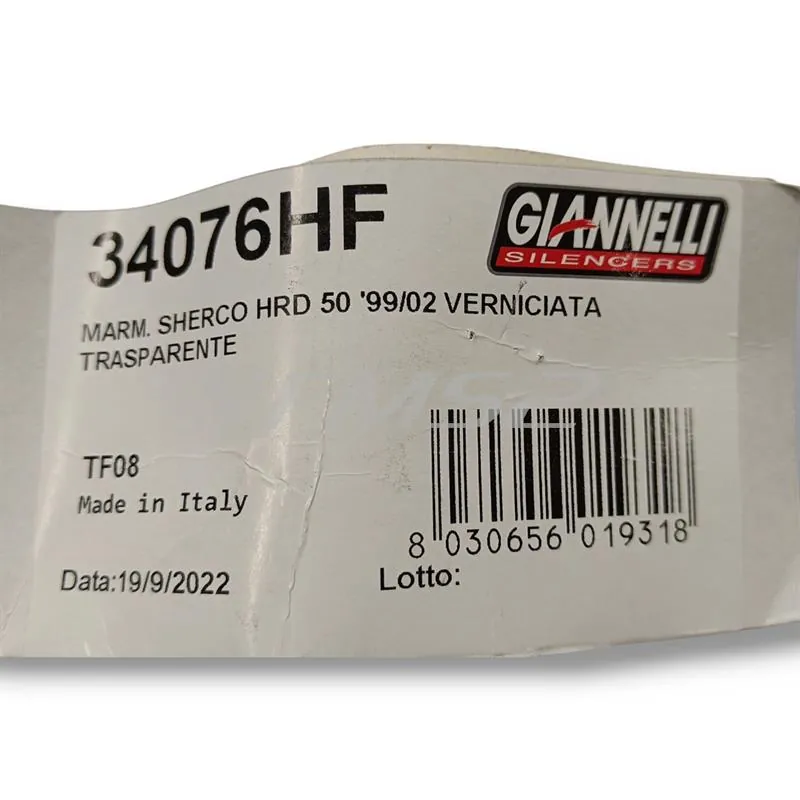 34076HF
GIANNELLI
SILENCERS
MARM. SHERCO HRD 50 '99/02 VERNICIATA
TRASPARENTE
TF08
Made in Italy
8 030656 019318
Data:19/9/2022
Lotto: